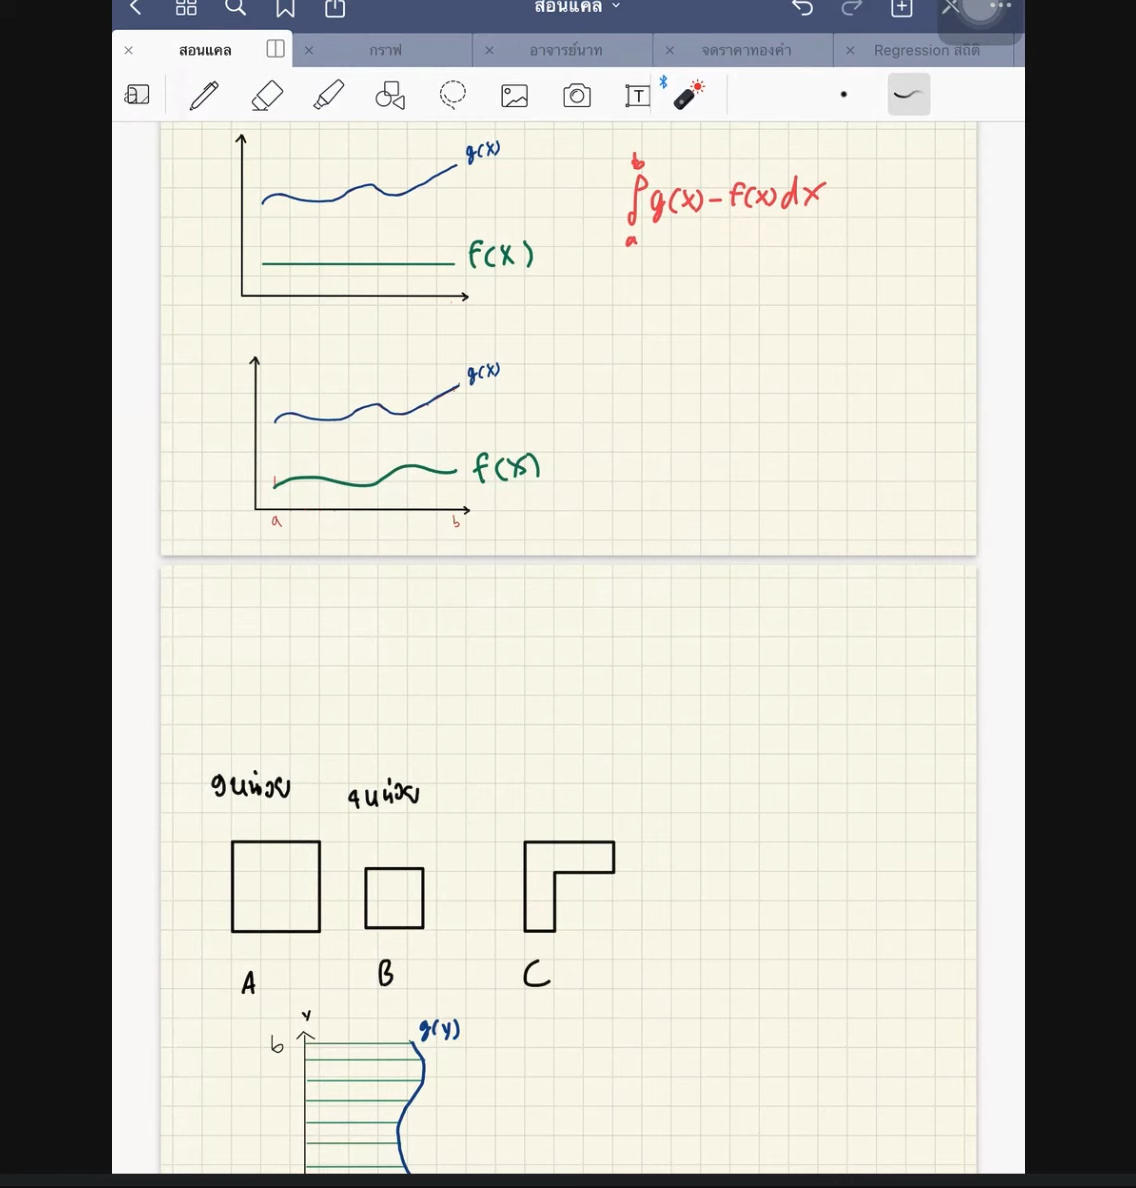 สอนแคล
สอนแคล
กราฟ
อาจารย์นาท
จดราคาทองคำ
Regression สถิติ
a
T
g(x)
f(x)
b
∫ g(x) - f(x) dx
a
g(x)
f(x)
a b
9 หน่วย 4 หน่วย
A B C
y
b g(y)